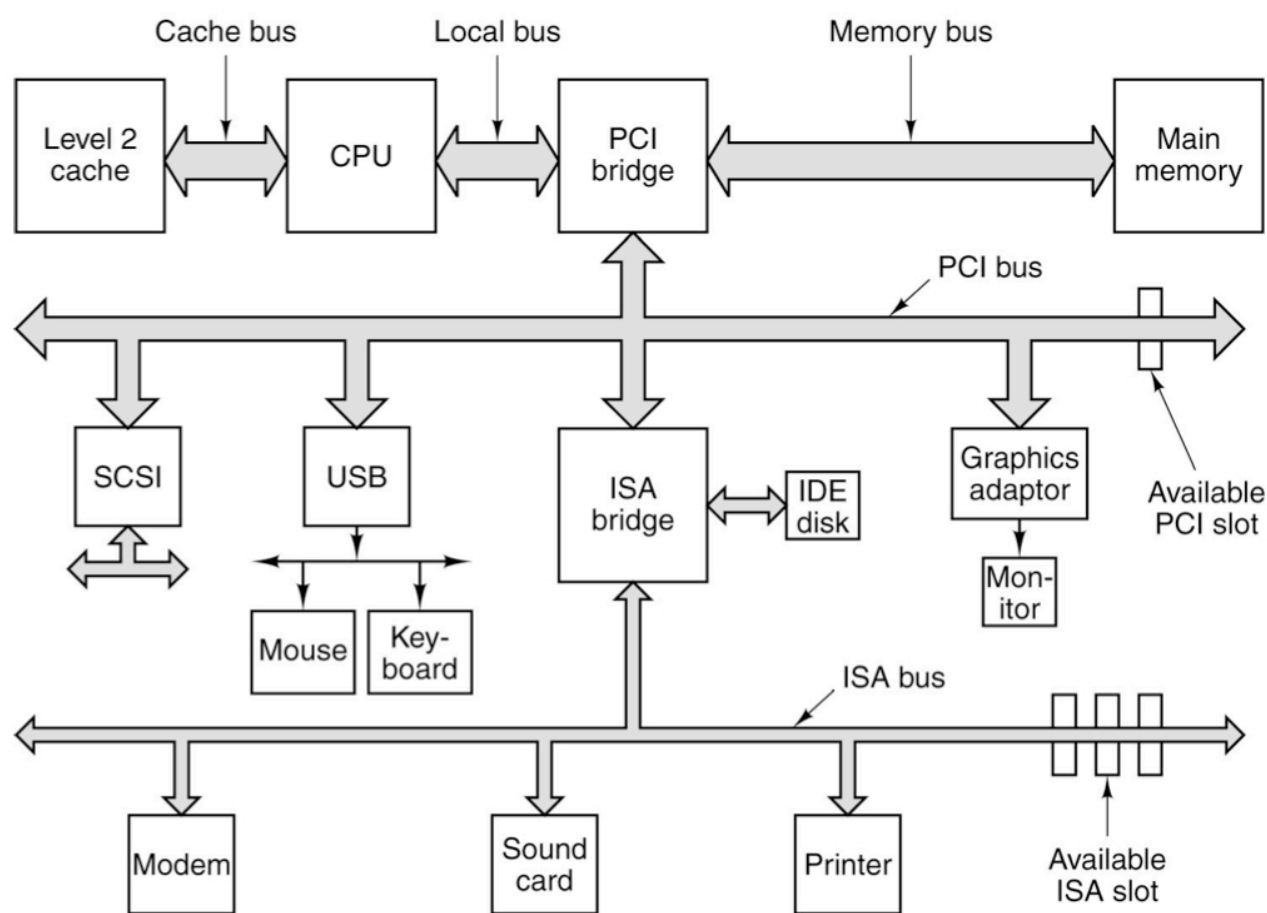 Cache bus
Local bus
Memory bus
Level 2
cache
CPU
PCI
bridge
Main
memory
PCI bus
SCSI
USB
ISA
bridge
IDE
disk
Graphics
adaptor
Available
PCI slot
Mon-
itor
Mouse
Key-
board
ISA bus
Modem
Sound
card
Printer
Available
ISA slot